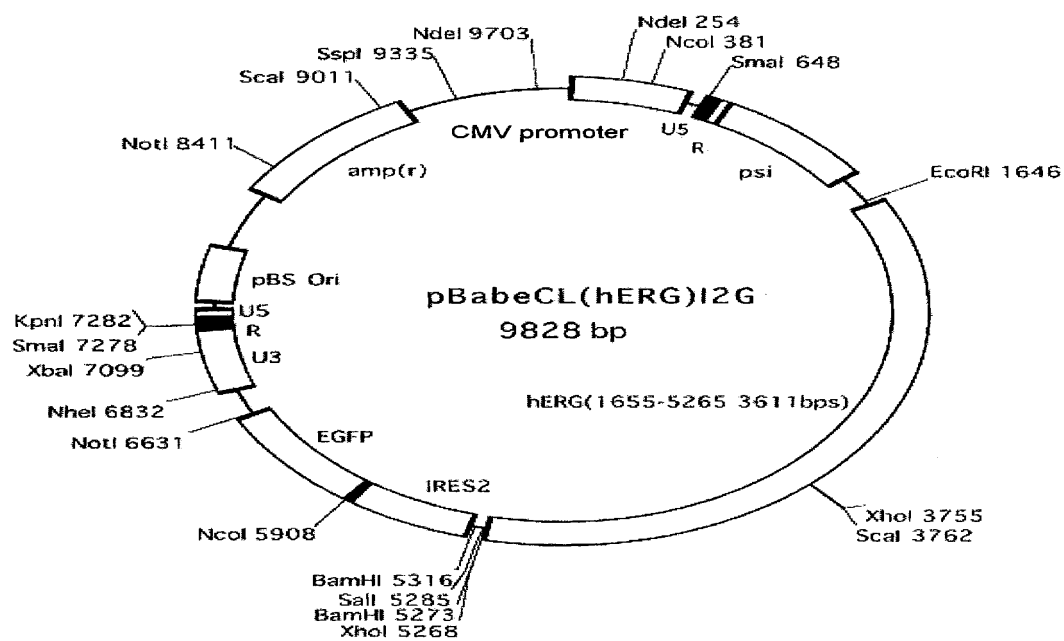 NdeI 254
NdeI 9703
NcoI 381
SspI 9335
SmaI 648
ScaI 9011
CMV promoter
U5
R
NotI 8411
amp(r)
psi
EcoRI 1646
pBS Ori
pBabeCL(hERG)I2G
9828 bp
U5
KpnI 7282
R
SmaI 7278
U3
XbaI 7099
NheI 6832
hERG(1655-5265 3611bps)
NotI 6631
EGFP
IRES2
NcoI 5908
XhoI 3755
ScaI 3762
BamHI 5316
SalI 5285
BamHI 5273
XhoI 5268